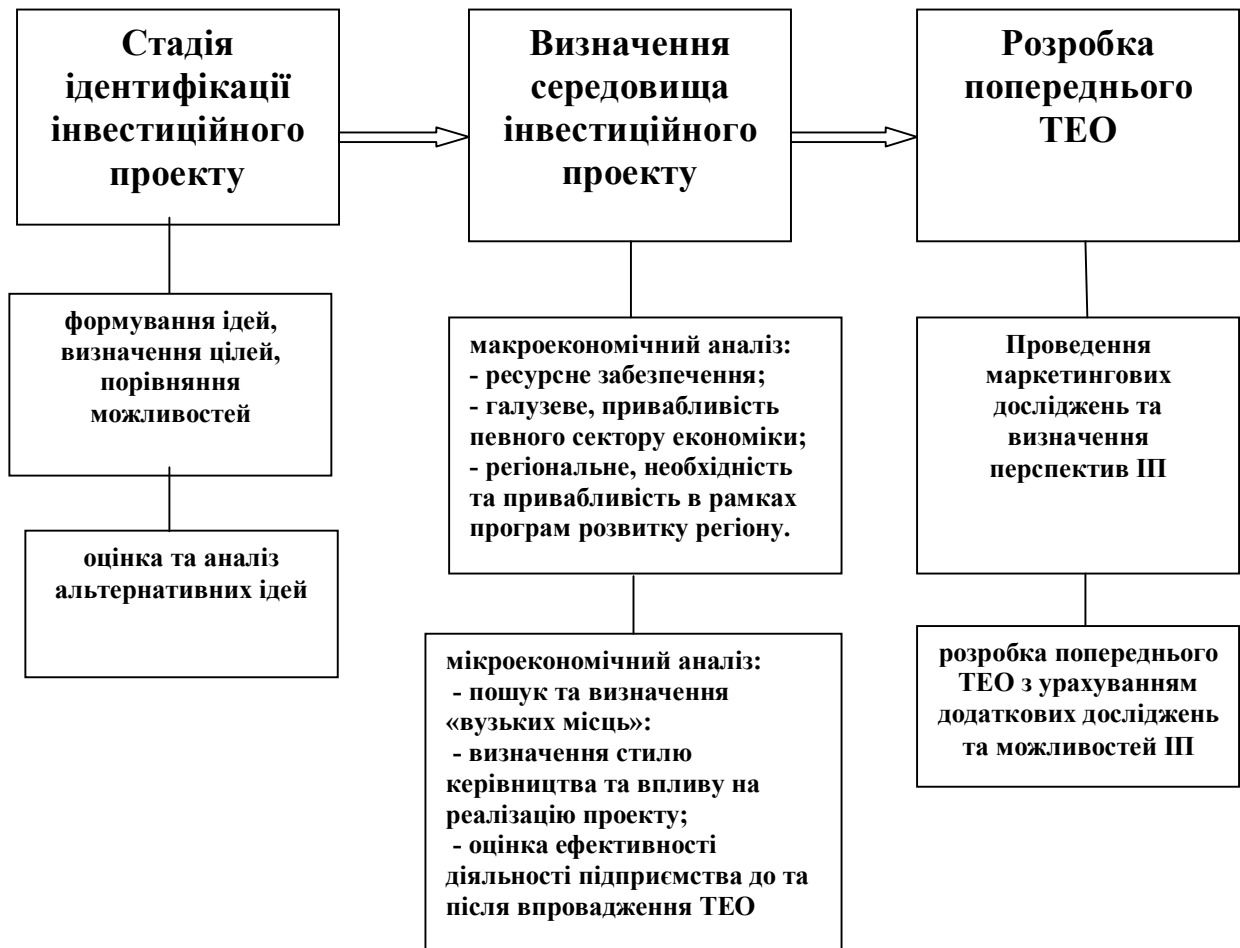 Стадія
ідентифікації
інвестиційного
проекту
Визначення
середовища
інвестиційного
проекту
Розробка
попереднього
ТЕО
формування ідей,
визначення цілей,
порівняння
можливостей
оцінка та аналіз
альтернативних ідей
макроекономічний аналіз:
- ресурсне забезпечення;
- галузеве, привабливість
певного сектору економіки;
- регіональне, необхідність
та привабливість в рамках
програм розвитку регіону.
мікроекономічний аналіз:
- пошук та визначення
«вузьких місць»:
- визначення стилю
керівництва та впливу на
реалізацію проекту;
- оцінка ефективності
діяльності підприємства до та
після впровадження ТЕО
Проведення
маркетингових
досліджень та
визначення
перспектив ІП
розробка попереднього
ТЕО з урахуванням
додаткових досліджень
та можливостей ІП